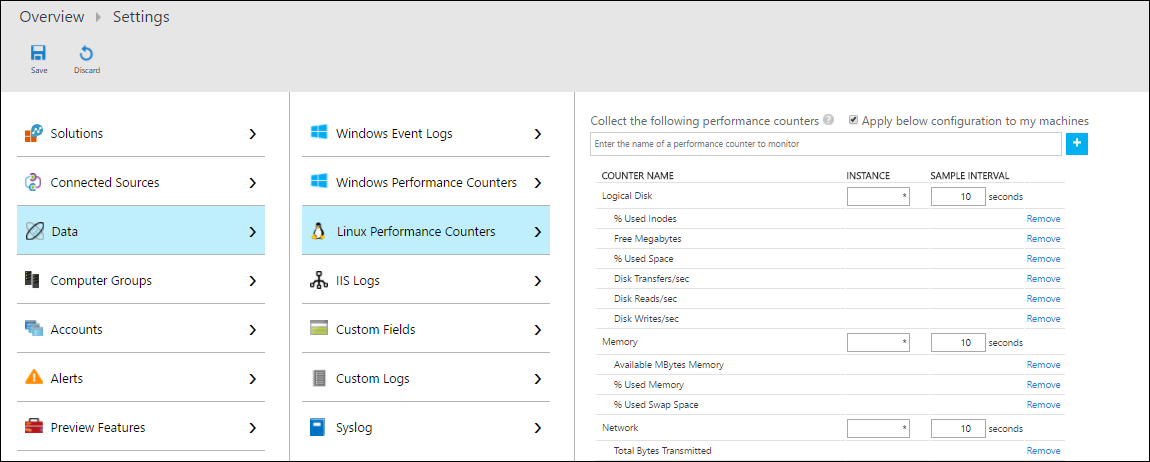 Overview Settings
Save Discard
Solutions
Connected Sources
Data
Computer Groups
Accounts
Alerts
Preview Features
Windows Event Logs
Windows Performance Counters
Linux Performance Counters
IIS Logs
Custom Fields
Custom Logs
Syslog
Collect the following performance counters ? Apply below configuration to my machines
Enter the name of a performance counter to monitor +
COUNTER NAME INSTANCE SAMPLE INTERVAL
Logical Disk * 10 seconds
% Used Inodes Remove
Free Megabytes Remove
% Used Space Remove
Disk Transfers/sec Remove
Disk Reads/sec Remove
Disk Writes/sec Remove
Memory * 10 seconds
Available MBytes Memory Remove
% Used Memory Remove
% Used Swap Space Remove
Network * 10 seconds
Total Bytes Transmitted Remove